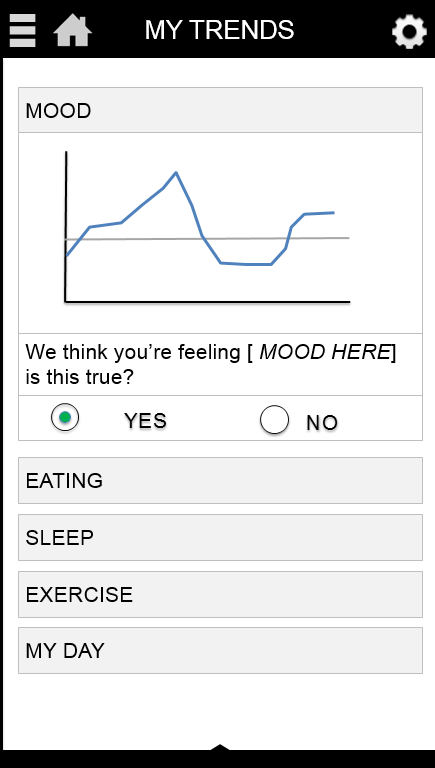 MY TRENDS
MOOD
We think you’re feeling [ MOOD HERE]
is this true?
YES
NO
EATING
SLEEP
EXERCISE
MY DAY